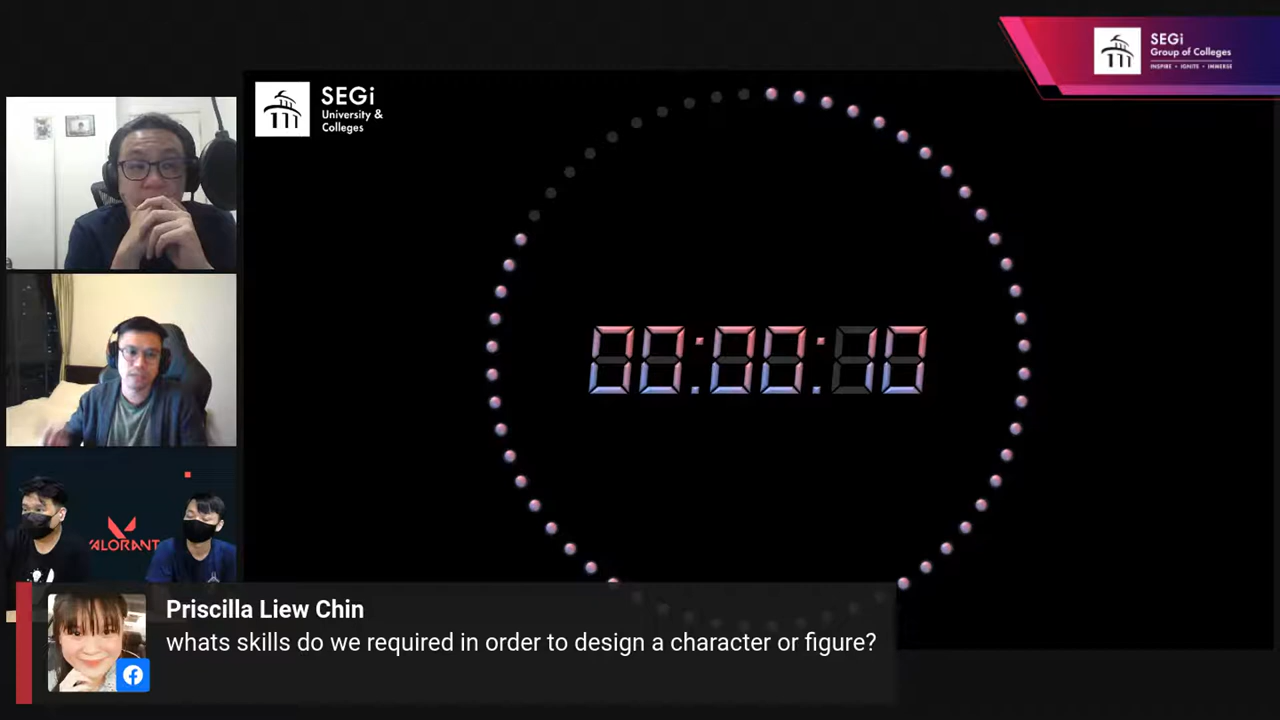 SEGi
Group of Colleges
INSPIRE • IGNITE • IMMERSE
SEGi
University &
Colleges
00:00:10
VALORANT
Priscilla Liew Chin
whats skills do we required in order to design a character or figure?